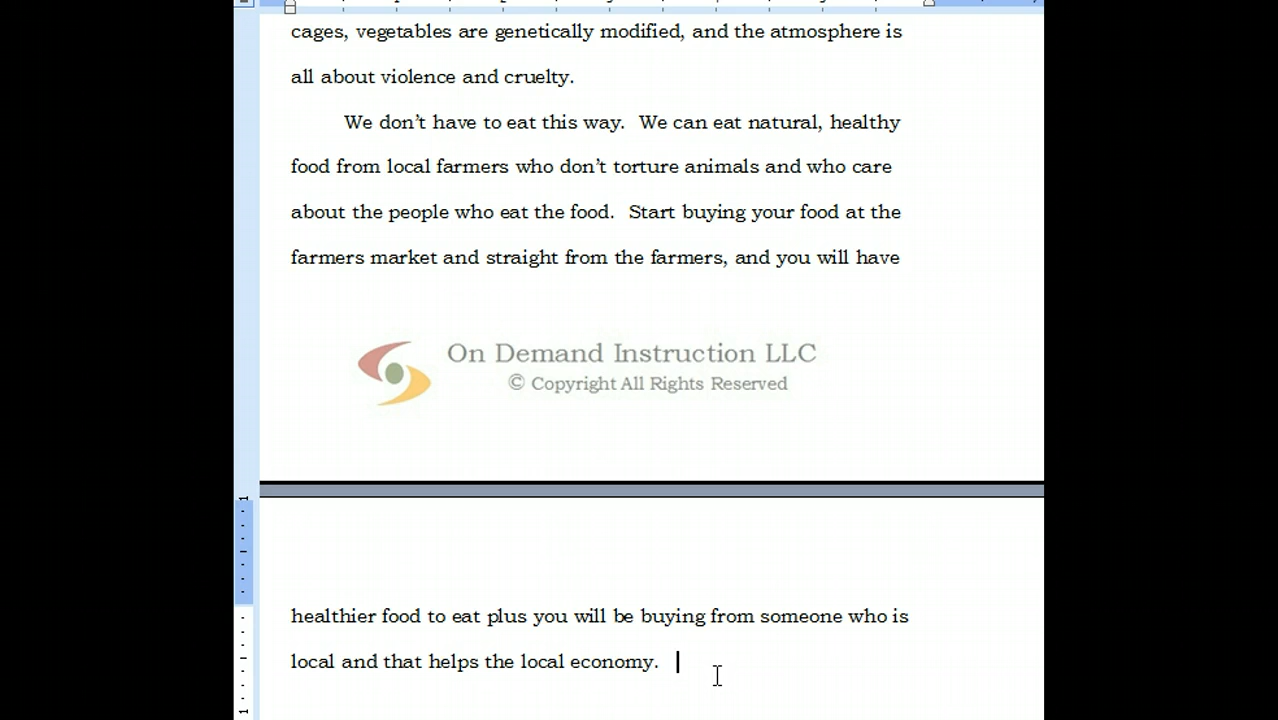 cages, vegetables are genetically modified, and the atmosphere is
all about violence and cruelty.
We don’t have to eat this way.  We can eat natural, healthy
food from local farmers who don’t torture animals and who care
about the people who eat the food.  Start buying your food at the
farmers market and straight from the farmers, and you will have
On Demand Instruction LLC
© Copyright All Rights Reserved
healthier food to eat plus you will be buying from someone who is
local and that helps the local economy.